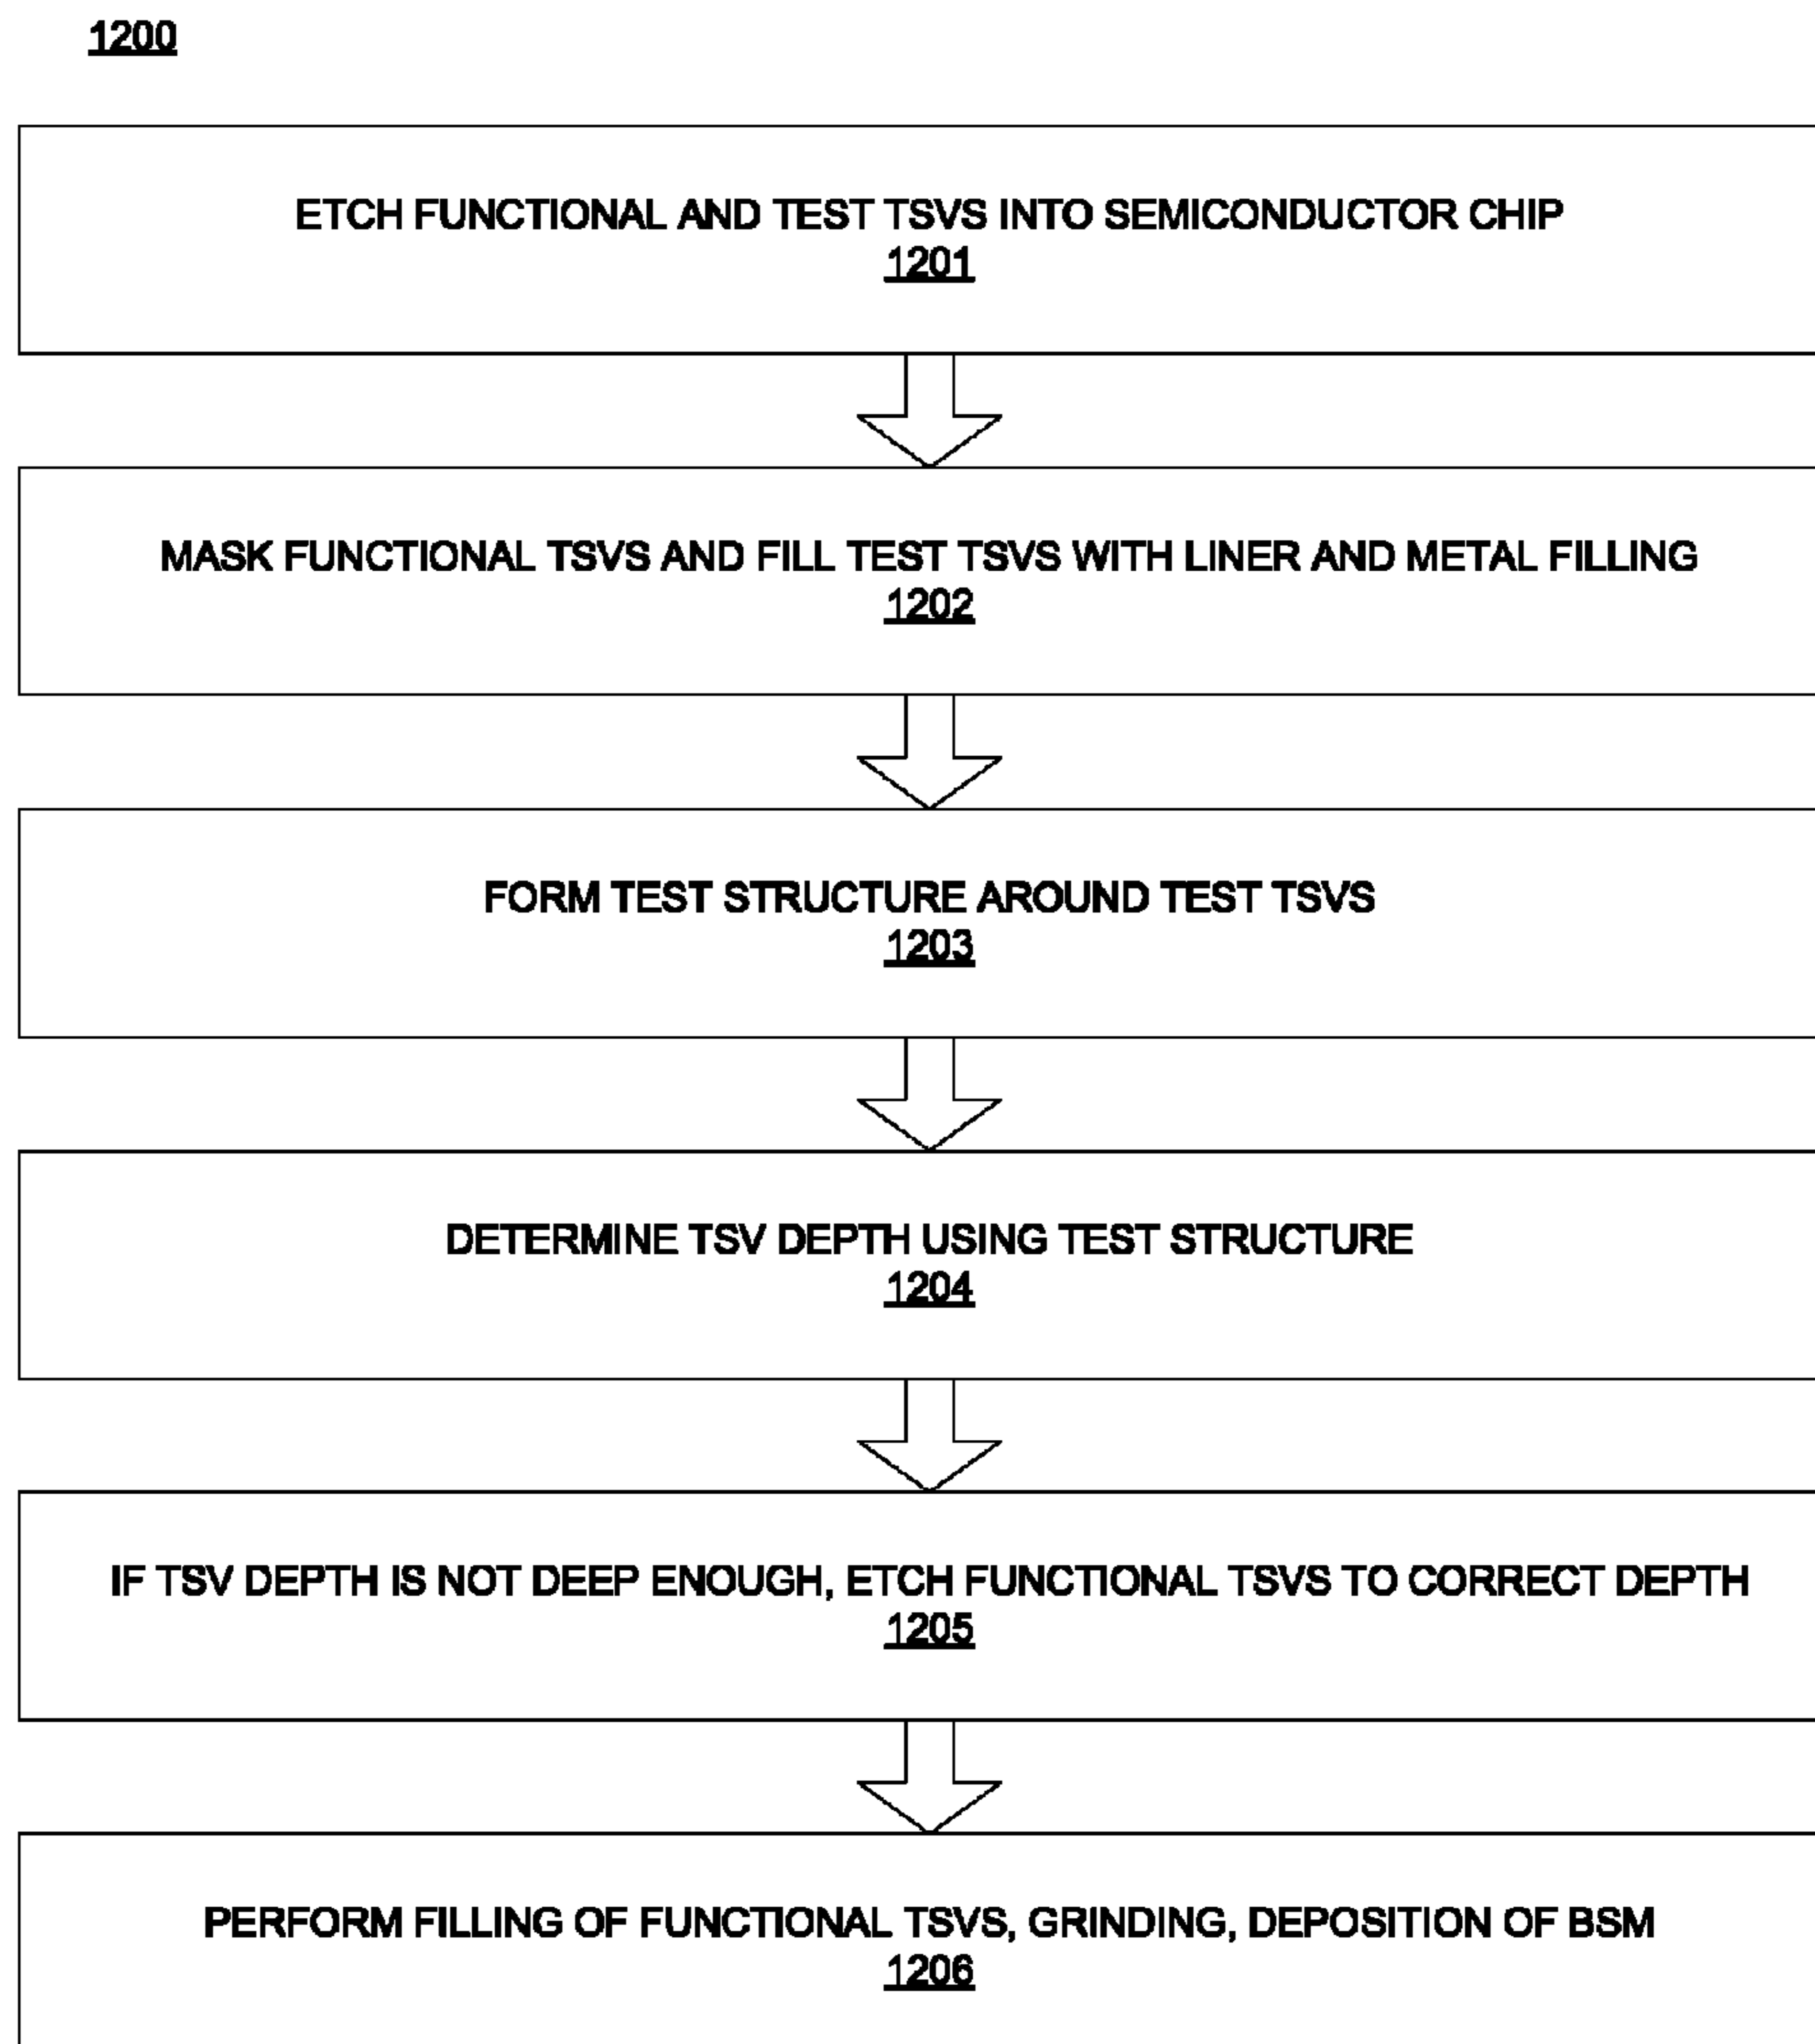 1200
ETCH FUNCTIONAL AND TEST TSVS INTO SEMICONDUCTOR CHIP
1201
MASK FUNCTIONAL TSVS AND FILL TEST TSVS WITH LINER AND METAL FILLING
1202
FORM TEST STRUCTURE AROUND TEST TSVS
1203
DETERMINE TSV DEPTH USING TEST STRUCTURE
1204
IF TSV DEPTH IS NOT DEEP ENOUGH, ETCH FUNCTIONAL TSVS TO CORRECT DEPTH
1205
PERFORM FILLING OF FUNCTIONAL TSVS, GRINDING, DEPOSITION OF BSM
1206